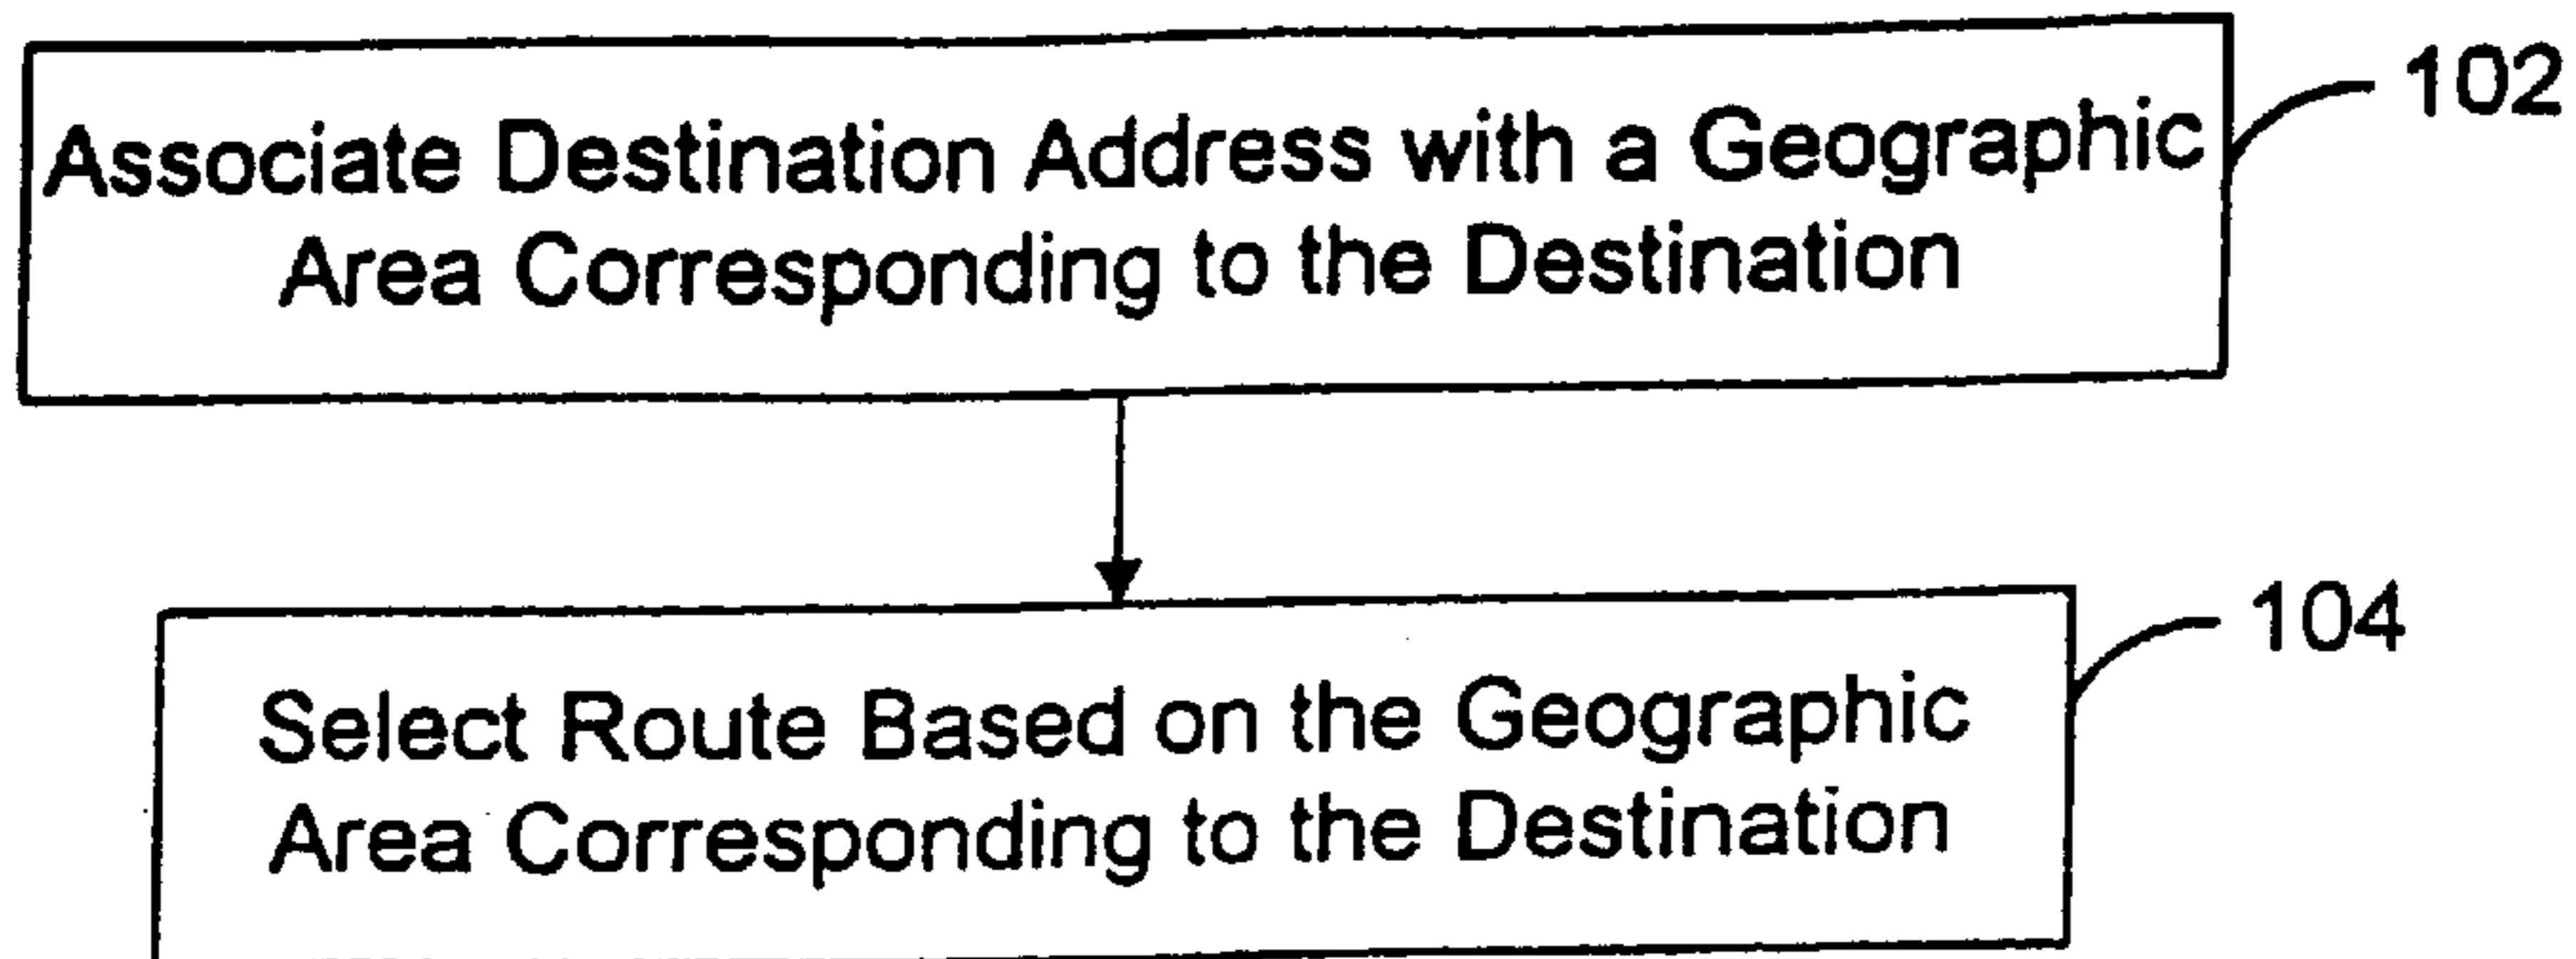 Associate Destination Address with a Geographic
Area Corresponding to the Destination
102
Select Route Based on the Geographic
Area Corresponding to the Destination
104